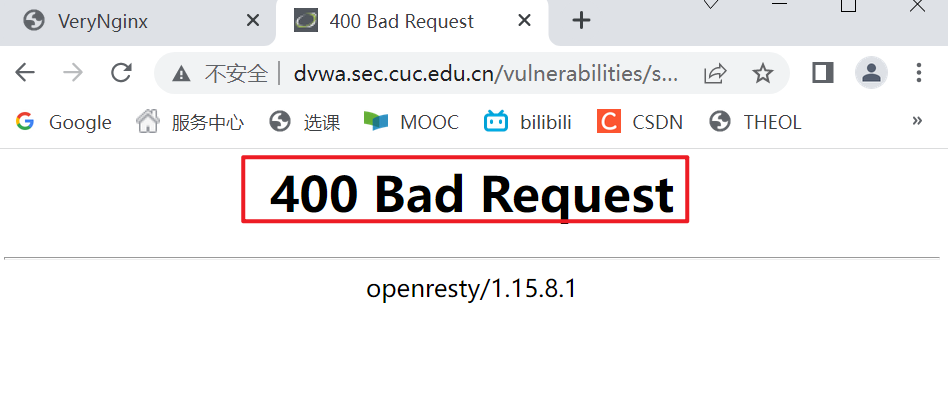 VeryNginx
400 Bad Request
不安全 dvwa.sec.cuc.edu.cn/vulnerabilities/s...
Google 服务中心 选课 MOOC bilibili CSDN THEOL »
400 Bad Request
openresty/1.15.8.1